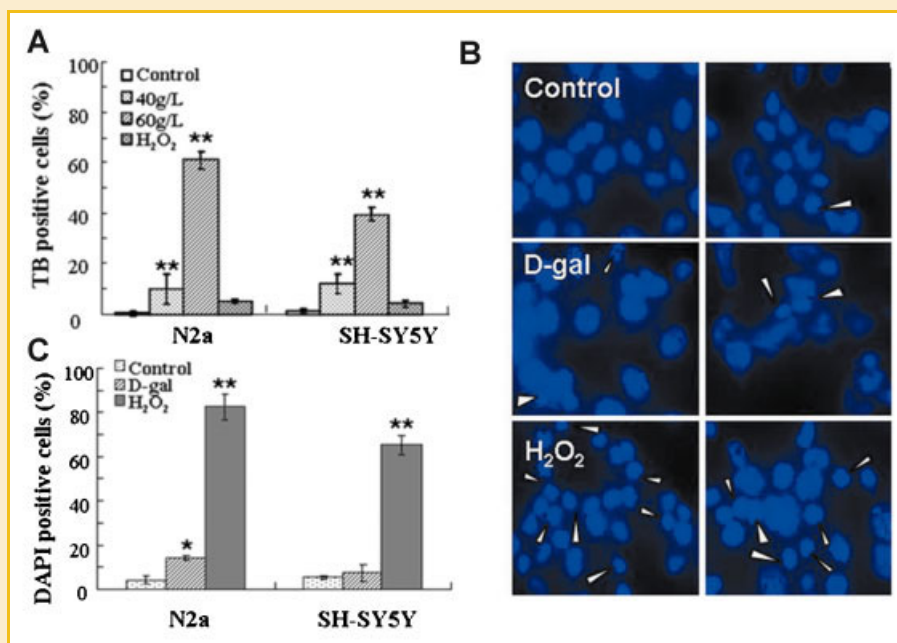 A
TB positive cells (%)
100
80
60
40
20
0
Control
40g/L
60g/L
H₂O₂
**
**
**
**
N2a
SH-SY5Y
B
Control
D-gal
H₂O₂
C
DAPI positive cells (%)
100
80
60
40
20
0
Control
D-gal
H₂O₂
*
**
**
N2a
SH-SY5Y